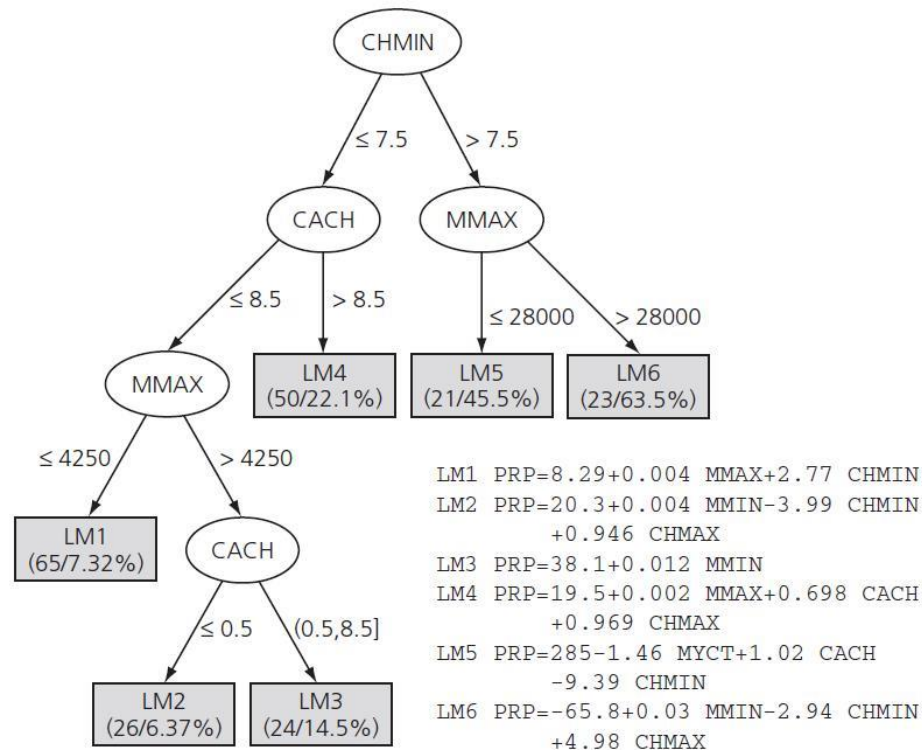 CHMIN
≤ 7.5
> 7.5
CACH
MMAX
≤ 8.5
> 8.5
≤ 28000
> 28000
MMAX
LM4
(50/22.1%)
LM5
(21/45.5%)
LM6
(23/63.5%)
≤ 4250
> 4250
LM1
(65/7.32%)
CACH
≤ 0.5
(0.5,8.5]
LM2
(26/6.37%)
LM3
(24/14.5%)
LM1 PRP=8.29+0.004 MMAX+2.77 CHMIN
LM2 PRP=20.3+0.004 MMIN-3.99 CHMIN
+0.946 CHMAX
LM3 PRP=38.1+0.012 MMIN
LM4 PRP=19.5+0.002 MMAX+0.698 CACH
+0.969 CHMAX
LM5 PRP=285-1.46 MYCT+1.02 CACH
-9.39 CHMIN
LM6 PRP=-65.8+0.03 MMIN-2.94 CHMIN
+4.98 CHMAX